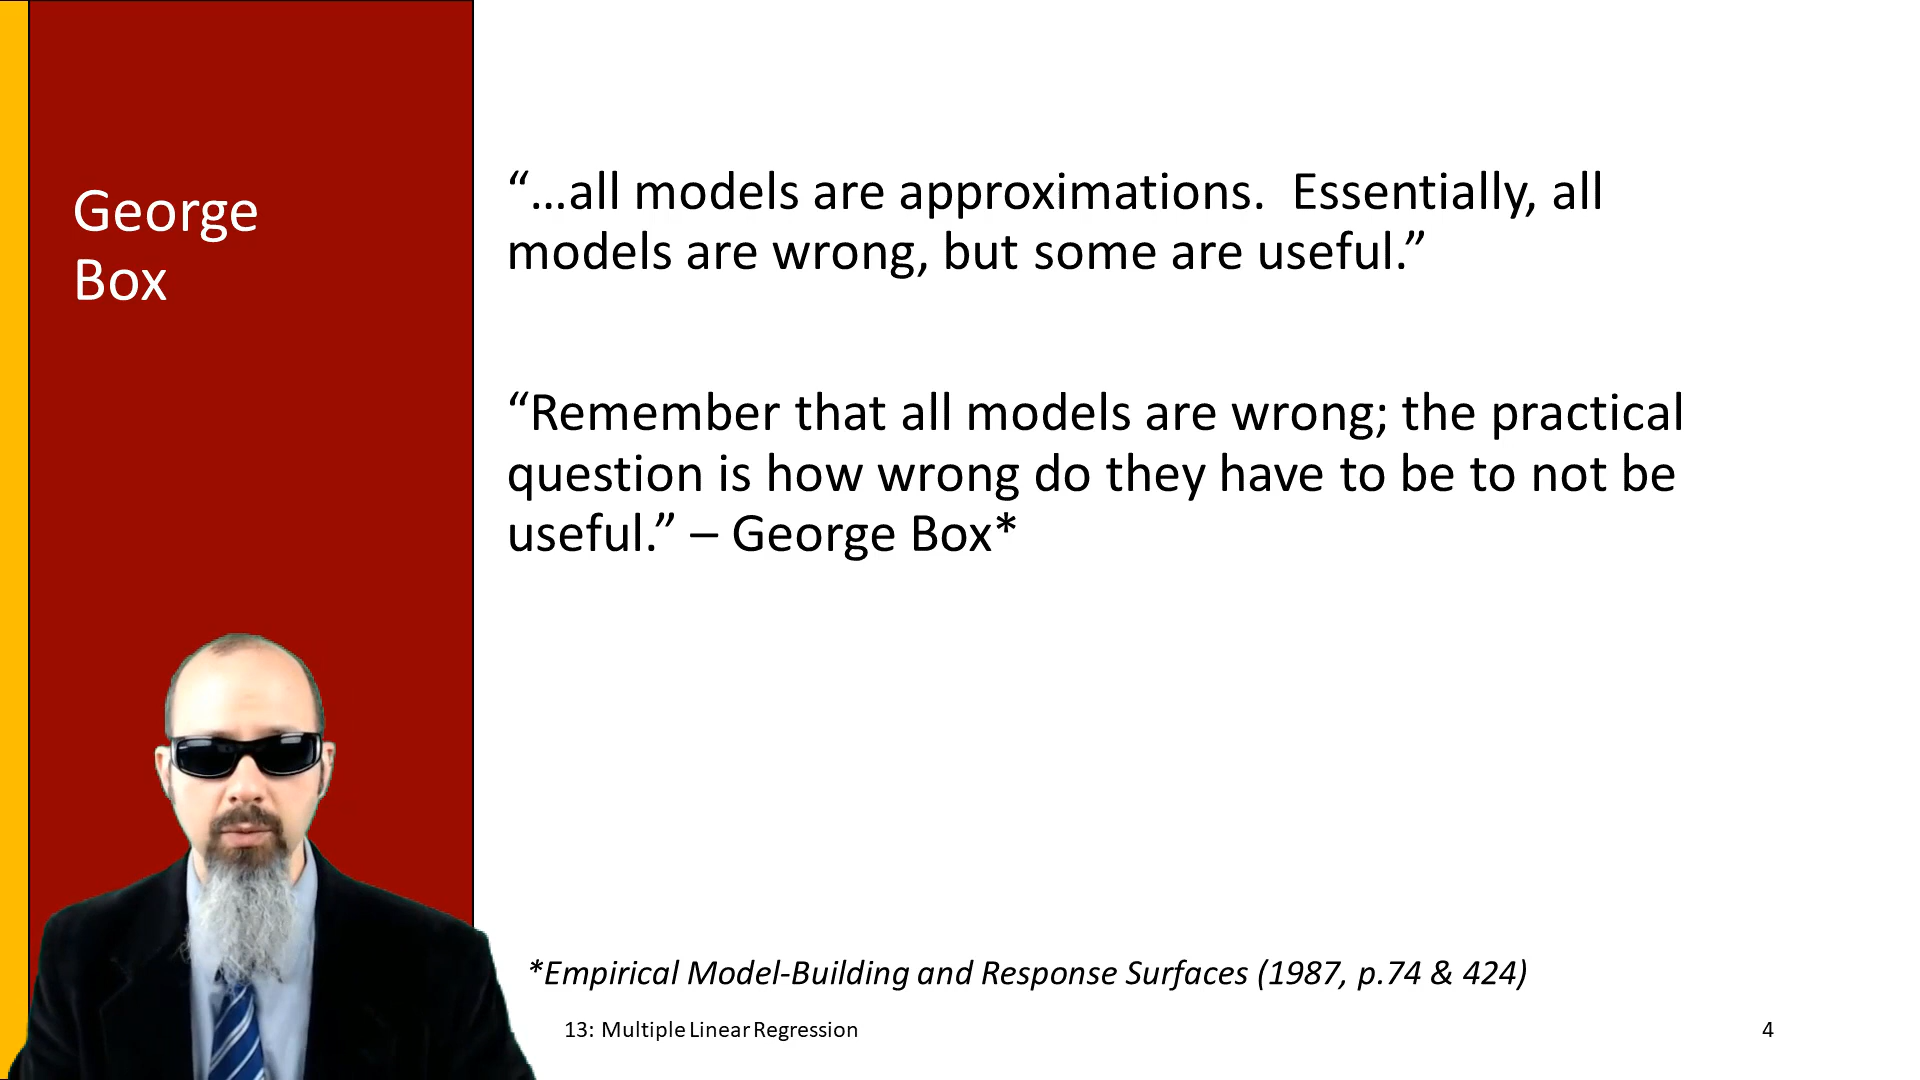 George
Box
“…all models are approximations.  Essentially, all
models are wrong, but some are useful.”
“Remember that all models are wrong; the practical
question is how wrong do they have to be to not be
useful.” – George Box*
*Empirical Model-Building and Response Surfaces (1987, p.74 & 424)
13: Multiple Linear Regression
4